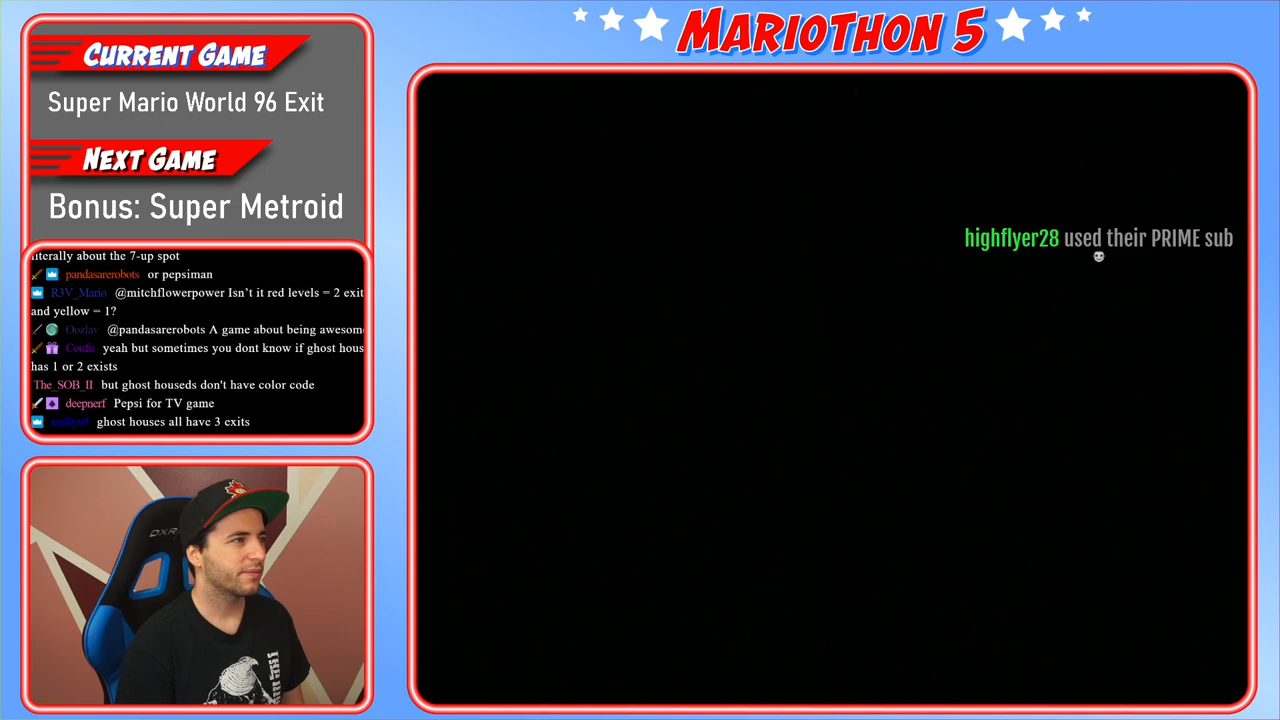 CURRENT GAME
Super Mario World 96 Exit
NEXT GAME
Bonus: Super Metroid
literally about the 7-up spot
pandasarerobots or pepsiman
R3V_Mario @mitchflowerpower Isn't it red levels = 2 exit
and yellow = 1?
Oozlav @pandasarerobots A game about being awesom
Coufu yeah but sometimes you dont know if ghost hous
has 1 or 2 exists
The_SOB_II but ghost houseds don't have color code
deepnerf Pepsi for TV game
ghost houses all have 3 exits
MARIOTHON 5
highflyer28 used their PRIME sub
DXR